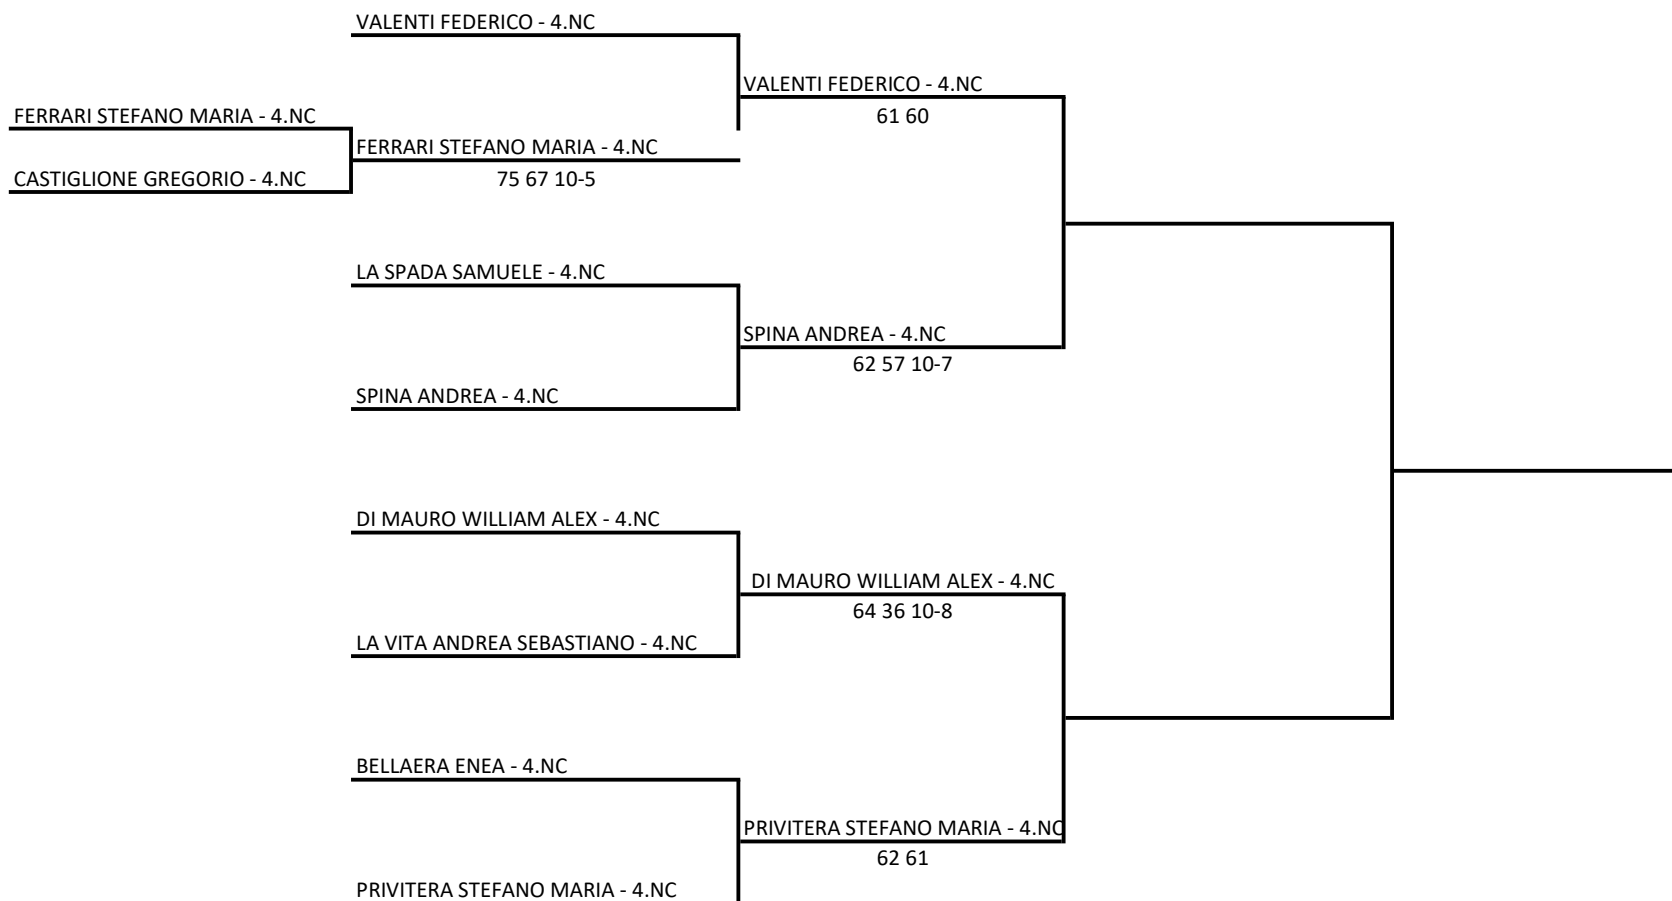 VALENTI FEDERICO - 4.NC
VALENTI FEDERICO - 4.NC
61 60
FERRARI STEFANO MARIA - 4.NC
FERRARI STEFANO MARIA - 4.NC
75 67 10-5
CASTIGLIONE GREGORIO - 4.NC
LA SPADA SAMUELE - 4.NC
SPINA ANDREA - 4.NC
62 57 10-7
SPINA ANDREA - 4.NC
DI MAURO WILLIAM ALEX - 4.NC
DI MAURO WILLIAM ALEX - 4.NC
64 36 10-8
LA VITA ANDREA SEBASTIANO - 4.NC
BELLAERA ENEA - 4.NC
PRIVITERA STEFANO MARIA - 4.NC
62 61
PRIVITERA STEFANO MARIA - 4.NC